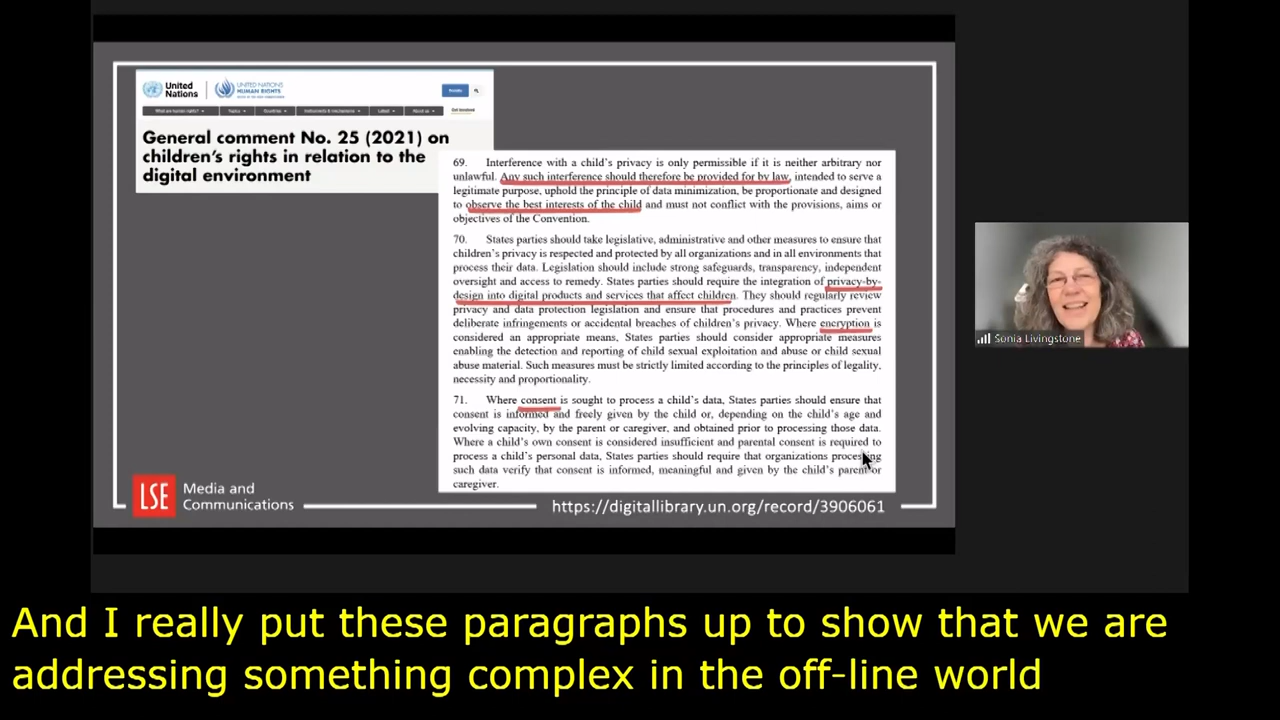 United
Nations
UNITED NATIONS
HUMAN RIGHTS
What are human rights?
Topics
Countries
Instruments & mechanisms
Latest
About us
Get involved
General comment No. 25 (2021) on
children's rights in relation to the
digital environment
69. Interference with a child's privacy is only permissible if it is neither arbitrary nor
unlawful. Any such interference should therefore be provided for by law, intended to serve a
legitimate purpose, uphold the principle of data minimization, be proportionate and designed
to observe the best interests of the child and must not conflict with the provisions, aims or
objectives of the Convention.
70. States parties should take legislative, administrative and other measures to ensure that
children's privacy is respected and protected by all organizations and in all environments that
process their data. Legislation should include strong safeguards, transparency, independent
oversight and access to remedy. States parties should require the integration of privacy-by-
design into digital products and services that affect children. They should regularly review
privacy and data protection legislation and ensure that procedures and practices prevent
deliberate infringements or accidental breaches of children's privacy. Where encryption is
considered an appropriate means, States parties should consider appropriate measures
enabling the detection and reporting of child sexual exploitation and abuse or child sexual
abuse material. Such measures must be strictly limited according to the principles of legality,
necessity and proportionality.
71. Where consent is sought to process a child's data, States parties should ensure that
consent is informed and freely given by the child or, depending on the child's age and
evolving capacity, by the parent or caregiver, and obtained prior to processing those data.
Where a child's own consent is considered insufficient and parental consent is required to
process a child's personal data, States parties should require that organizations processing
such data verify that consent is informed, meaningful and given by the child's parent or
caregiver.
Sonia Livingstone
LSE
Media and
Communications
https://digitallibrary.un.org/record/3906061
And I really put these paragraphs up to show that we are
addressing something complex in the off-line world